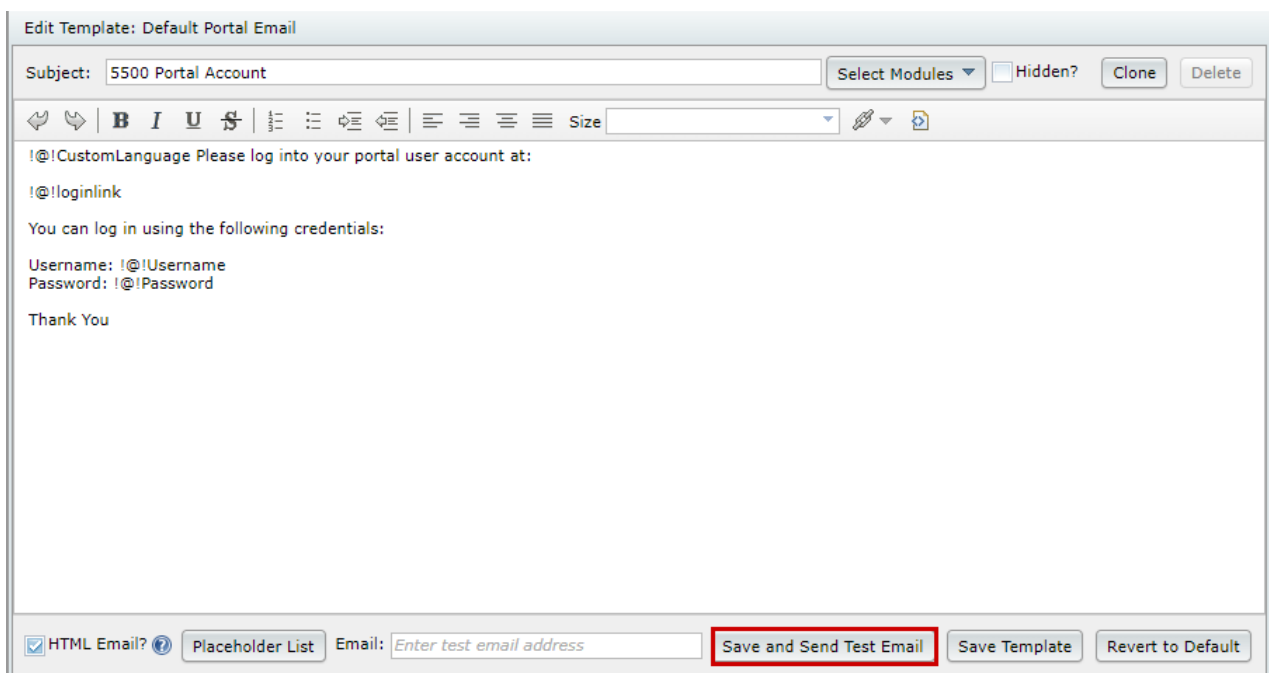 Edit Template: Default Portal Email
Subject: 5500 Portal Account Select Modules Hidden? Clone Delete
B I U S Size
!@!CustomLanguage Please log into your portal user account at:
!@!loginlink
You can log in using the following credentials:
Username: !@!Username
Password: !@!Password
Thank You
HTML Email? Placeholder List Email: Enter test email address Save and Send Test Email Save Template Revert to Default